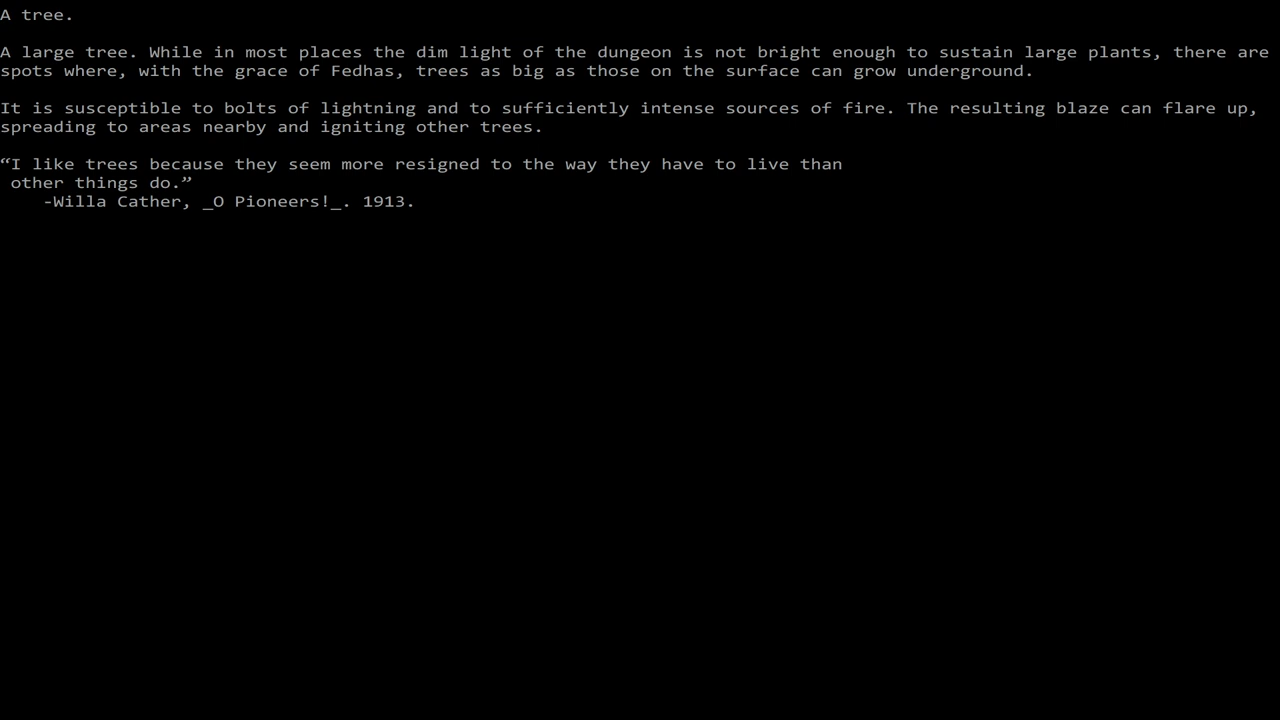 A tree.
A large tree. While in most places the dim light of the dungeon is not bright enough to sustain large plants, there are
spots where, with the grace of Fedhas, trees as big as those on the surface can grow underground.
It is susceptible to bolts of lightning and to sufficiently intense sources of fire. The resulting blaze can flare up,
spreading to areas nearby and igniting other trees.
“I like trees because they seem more resigned to the way they have to live than
other things do.”
-Willa Cather, _O Pioneers!_. 1913.